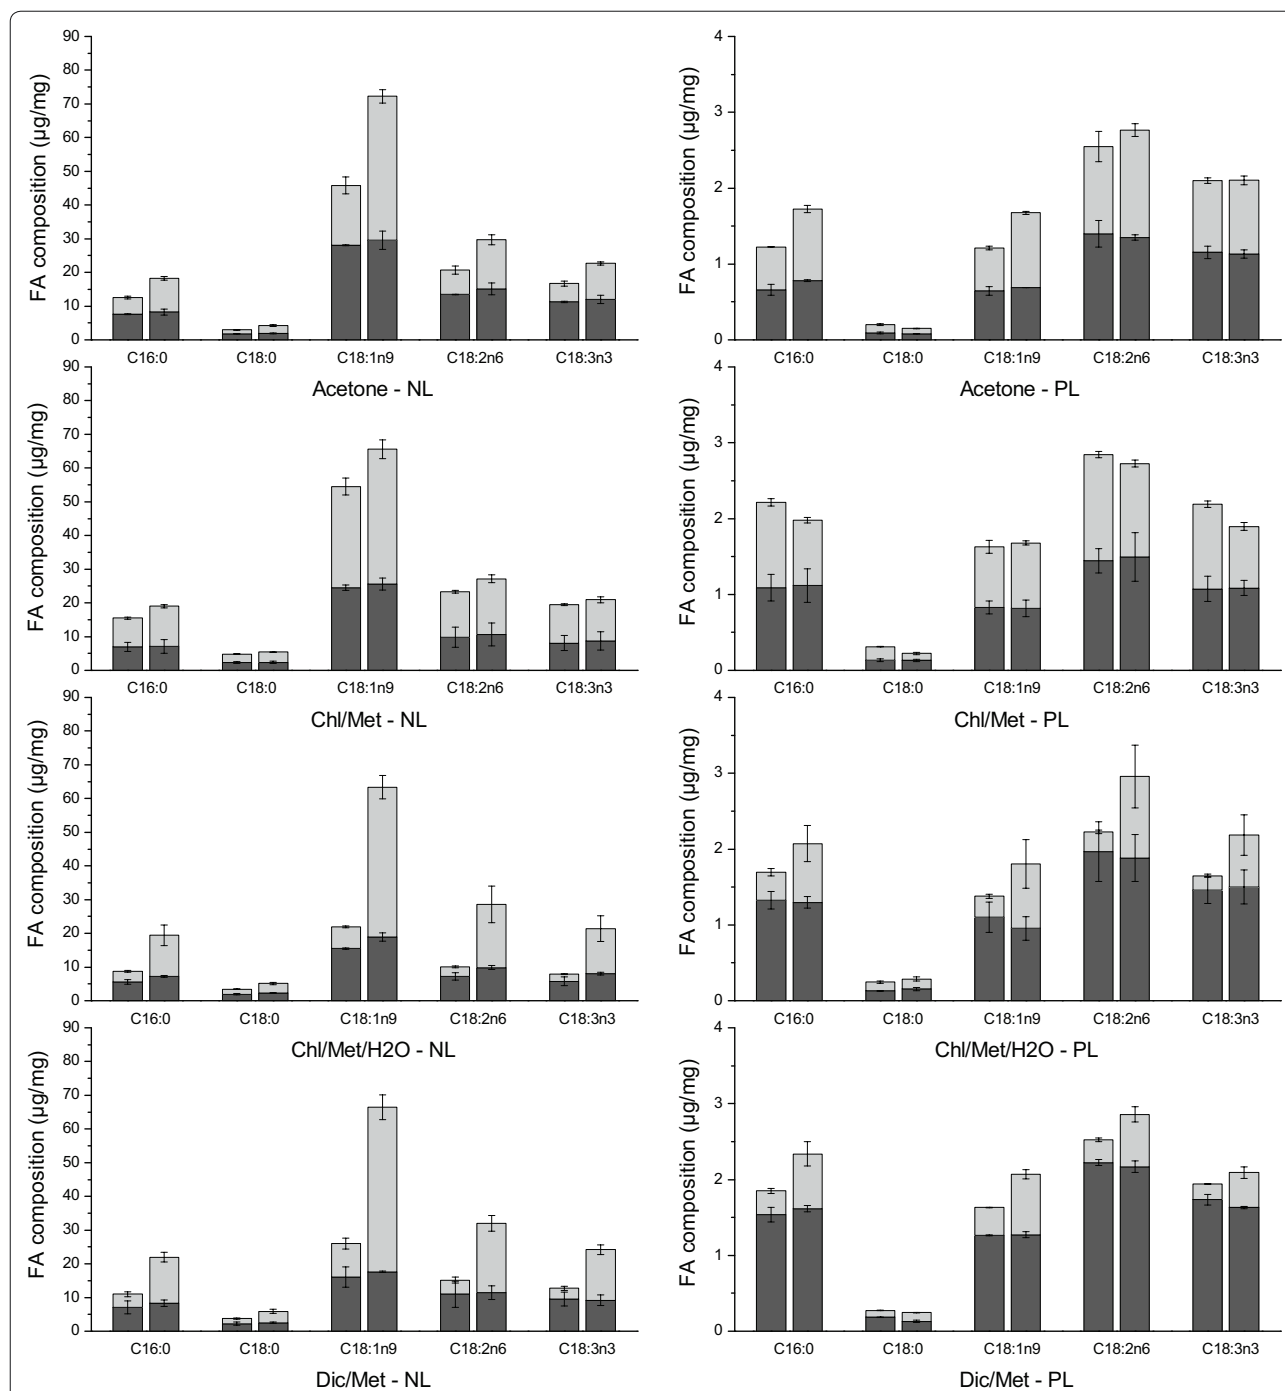 FA composition (µg/mg)
90
80
70
60
50
40
30
20
10
0
C16:0 C18:0 C18:1n9 C18:2n6 C18:3n3
Acetone - NL
FA composition (µg/mg)
4
3
2
1
0
C16:0 C18:0 C18:1n9 C18:2n6 C18:3n3
Acetone - PL
FA composition (µg/mg)
90
80
70
60
50
40
30
20
10
0
C16:0 C18:0 C18:1n9 C18:2n6 C18:3n3
Chl/Met - NL
FA composition (µg/mg)
4
3
2
1
0
C16:0 C18:0 C18:1n9 C18:2n6 C18:3n3
Chl/Met - PL
FA composition (µg/mg)
90
80
70
60
50
40
30
20
10
0
C16:0 C18:0 C18:1n9 C18:2n6 C18:3n3
Chl/Met/H2O - NL
FA composition (µg/mg)
4
3
2
1
0
C16:0 C18:0 C18:1n9 C18:2n6 C18:3n3
Chl/Met/H2O - PL
FA composition (µg/mg)
90
80
70
60
50
40
30
20
10
0
C16:0 C18:0 C18:1n9 C18:2n6 C18:3n3
Dic/Met - NL
FA composition (µg/mg)
4
3
2
1
0
C16:0 C18:0 C18:1n9 C18:2n6 C18:3n3
Dic/Met - PL